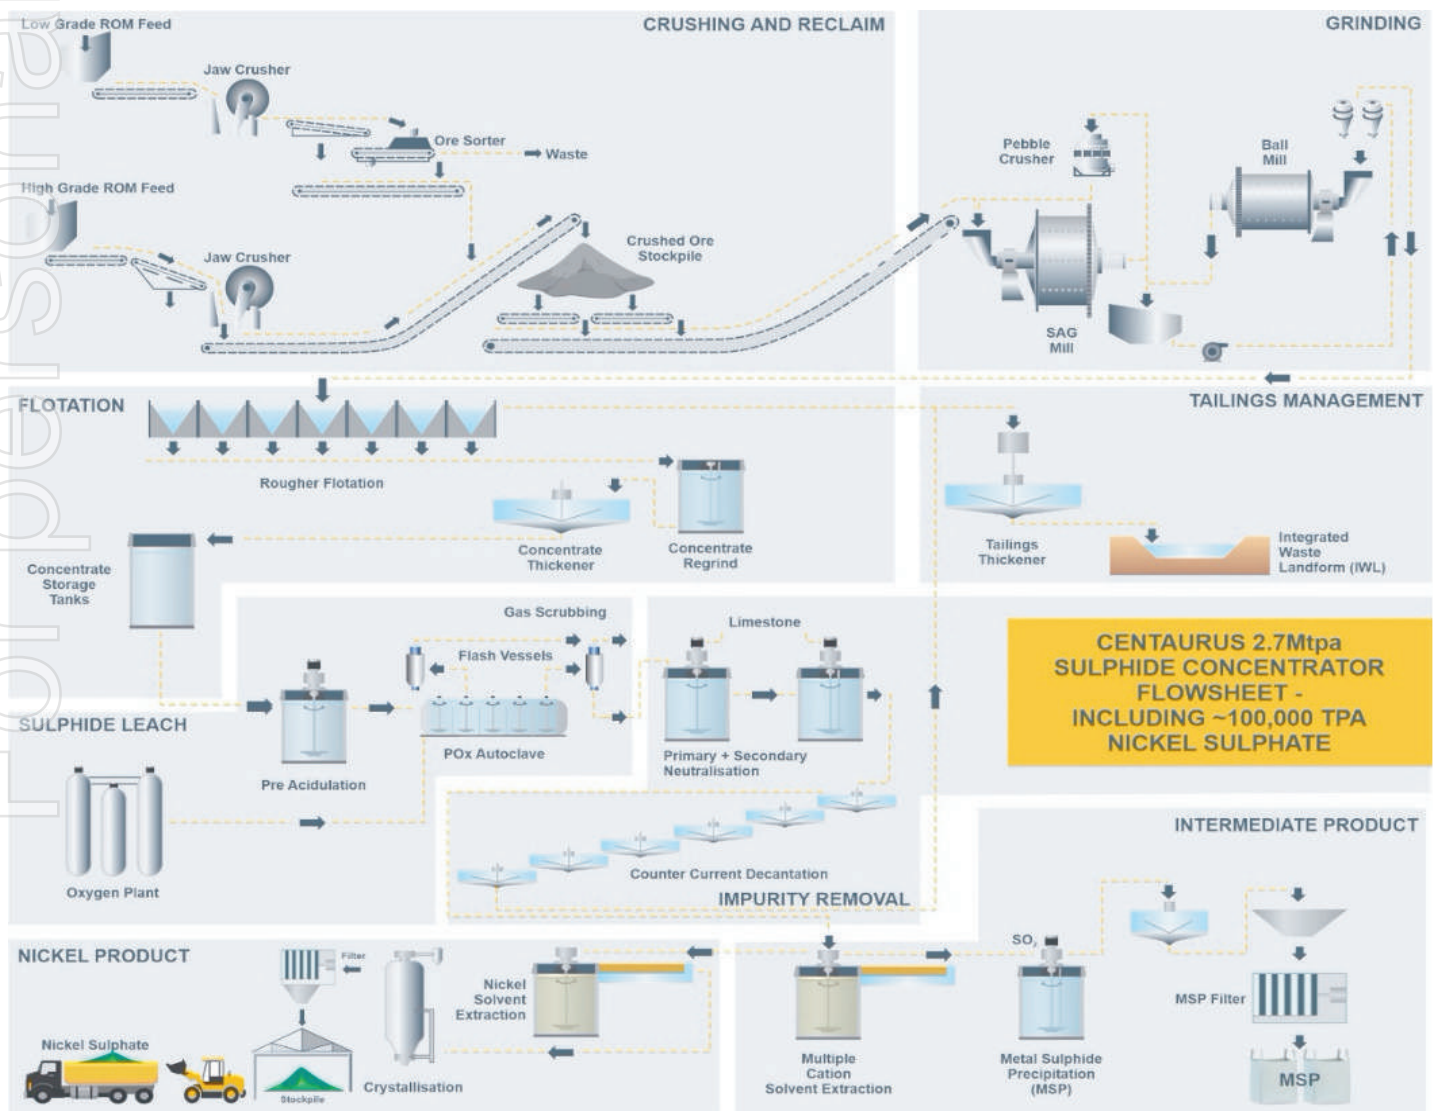 For personal
Low Grade ROM Feed
CRUSHING AND RECLAIM
GRINDING
Jaw Crusher
Ore Sorter
Waste
Pebble
Crusher
Ball
Mill
High Grade ROM Feed
Jaw Crusher
Crushed Ore
Stockpile
SAG
Mill
FLOTATION
TAILINGS MANAGEMENT
Rougher Flotation
Concentrate
Thickener
Concentrate
Regrind
Tailings
Thickener
Integrated
Waste
Landform (IWL)
Concentrate
Storage
Tanks
Gas Scrubbing
Flash Vessels
Limestone
CENTAURUS 2.7Mtpa
SULPHIDE CONCENTRATOR
FLOWSHEET -
INCLUDING ~100,000 TPA
NICKEL SULPHATE
SULPHIDE LEACH
Pre Acidulation
POx Autoclave
Primary + Secondary
Neutralisation
Oxygen Plant
Counter Current Decantation
IMPURITY REMOVAL
INTERMEDIATE PRODUCT
NICKEL PRODUCT
Filter
Nickel
Solvent
Extraction
SO₂
MSP Filter
Nickel Sulphate
Stockpile
Crystallisation
Multiple
Cation
Solvent Extraction
Metal Sulphide
Precipitation
(MSP)
MSP